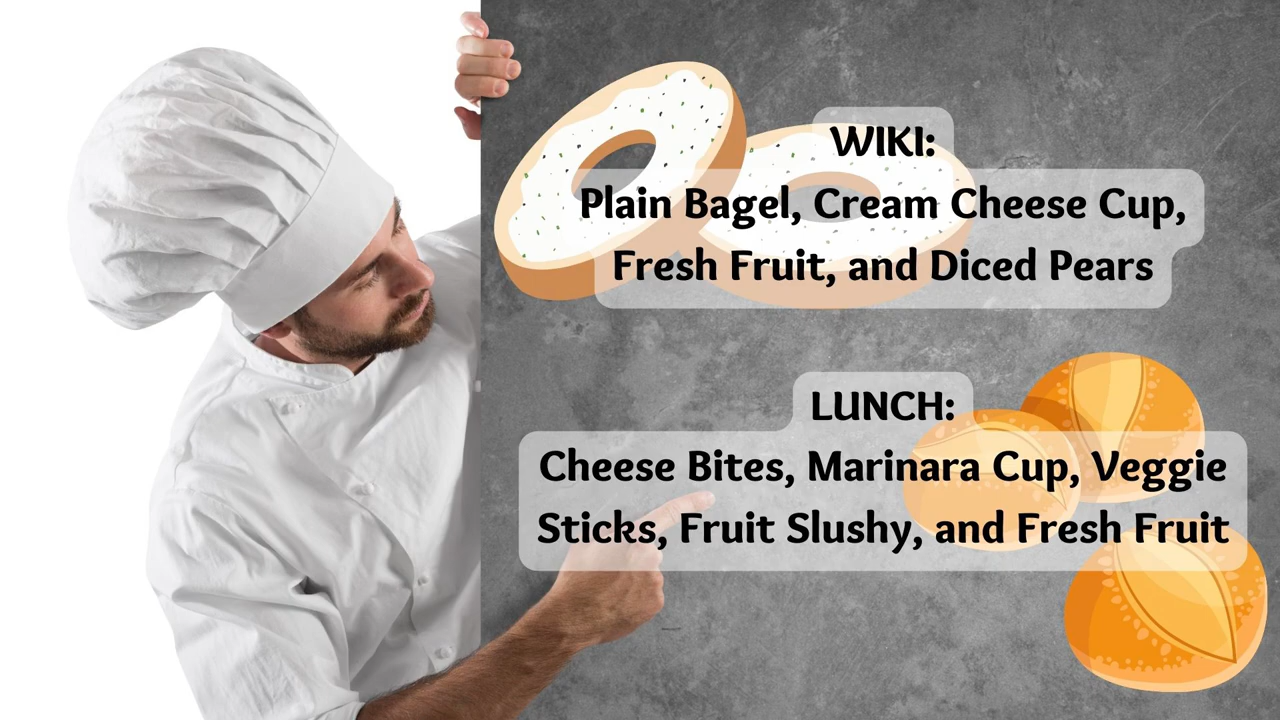 WIKI:
Plain Bagel, Cream Cheese Cup,
Fresh Fruit, and Diced Pears
LUNCH:
Cheese Bites, Marinara Cup, Veggie
Sticks, Fruit Slushy, and Fresh Fruit